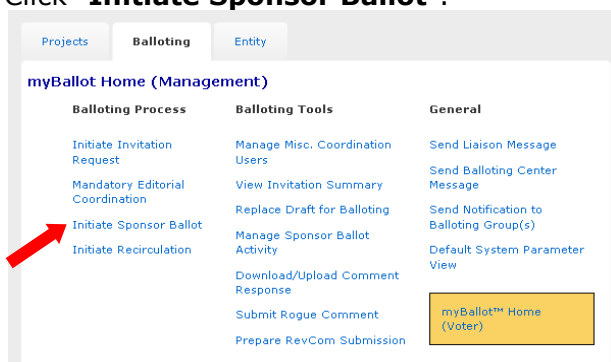 Click "Initiate Sponsor Ballot".
Projects Balloting Entity
myBallot Home (Management)
Balloting Process
Initiate Invitation
Request
Mandatory Editorial
Coordination
Initiate Sponsor Ballot
Initiate Recirculation
Balloting Tools
Manage Misc. Coordination
Users
View Invitation Summary
Replace Draft for Balloting
Manage Sponsor Ballot
Activity
Download/Upload Comment
Response
Submit Rogue Comment
Prepare RevCom Submission
General
Send Liaison Message
Send Balloting Center
Message
Send Notification to
Balloting Group(s)
Default System Parameter
View
myBallot™ Home
(Voter)